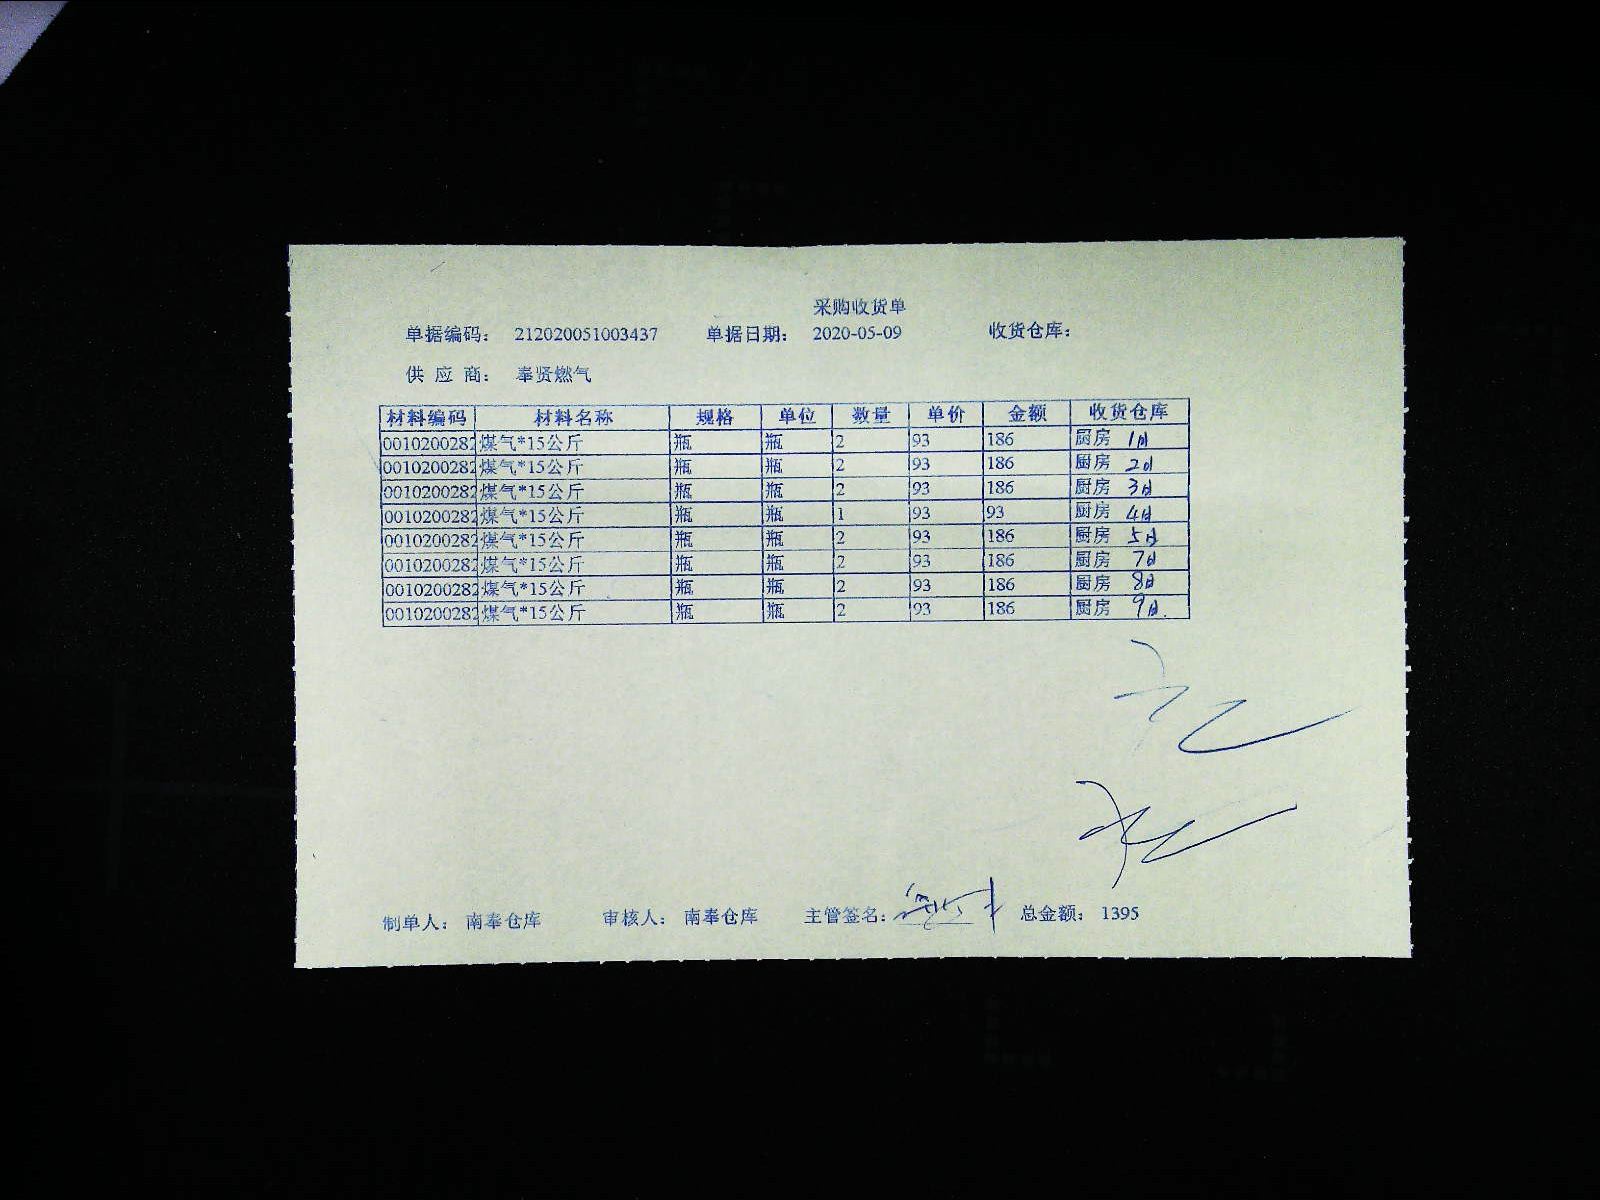 采购收货单
单据编码： 212020051003437 单据日期： 2020-05-09 收货仓库：
供 应 商： 奉贤燃气
材料编码 材料名称 规格 单位 数量 单价 金额 收货仓库
0010200282 煤气*15公斤 瓶 瓶 2 93 186 厨房 1日
0010200282 煤气*15公斤 瓶 瓶 2 93 186 厨房 2日
0010200282 煤气*15公斤 瓶 瓶 2 93 186 厨房 3日
0010200282 煤气*15公斤 瓶 瓶 1 93 93 厨房 4日
0010200282 煤气*15公斤 瓶 瓶 2 93 186 厨房 5日
0010200282 煤气*15公斤 瓶 瓶 2 93 186 厨房 7日
0010200282 煤气*15公斤 瓶 瓶 2 93 186 厨房 8日
0010200282 煤气*15公斤 瓶 瓶 2 93 186 厨房 9日.
制单人： 南奉仓库 审核人： 南奉仓库 主管签名： 总金额： 1395